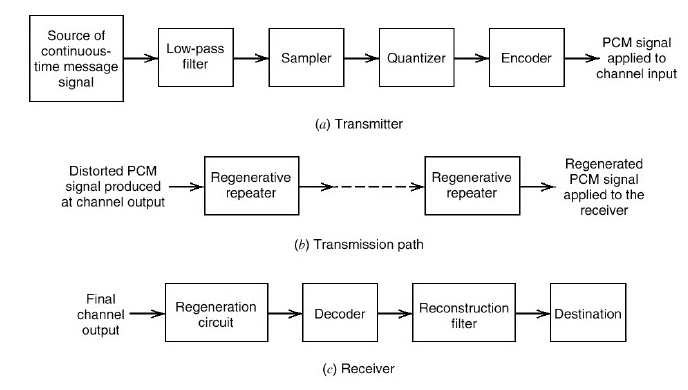 Source of
continuous-
time message
signal
Low-pass
filter
Sampler
Quantizer
Encoder
PCM signal
applied to
channel input
(a) Transmitter
Distorted PCM
signal produced
at channel output
Regenerative
repeater
Regenerative
repeater
Regenerated
PCM signal
applied to the
receiver
(b) Transmission path
Final
channel
output
Regeneration
circuit
Decoder
Reconstruction
filter
Destination
(c) Receiver